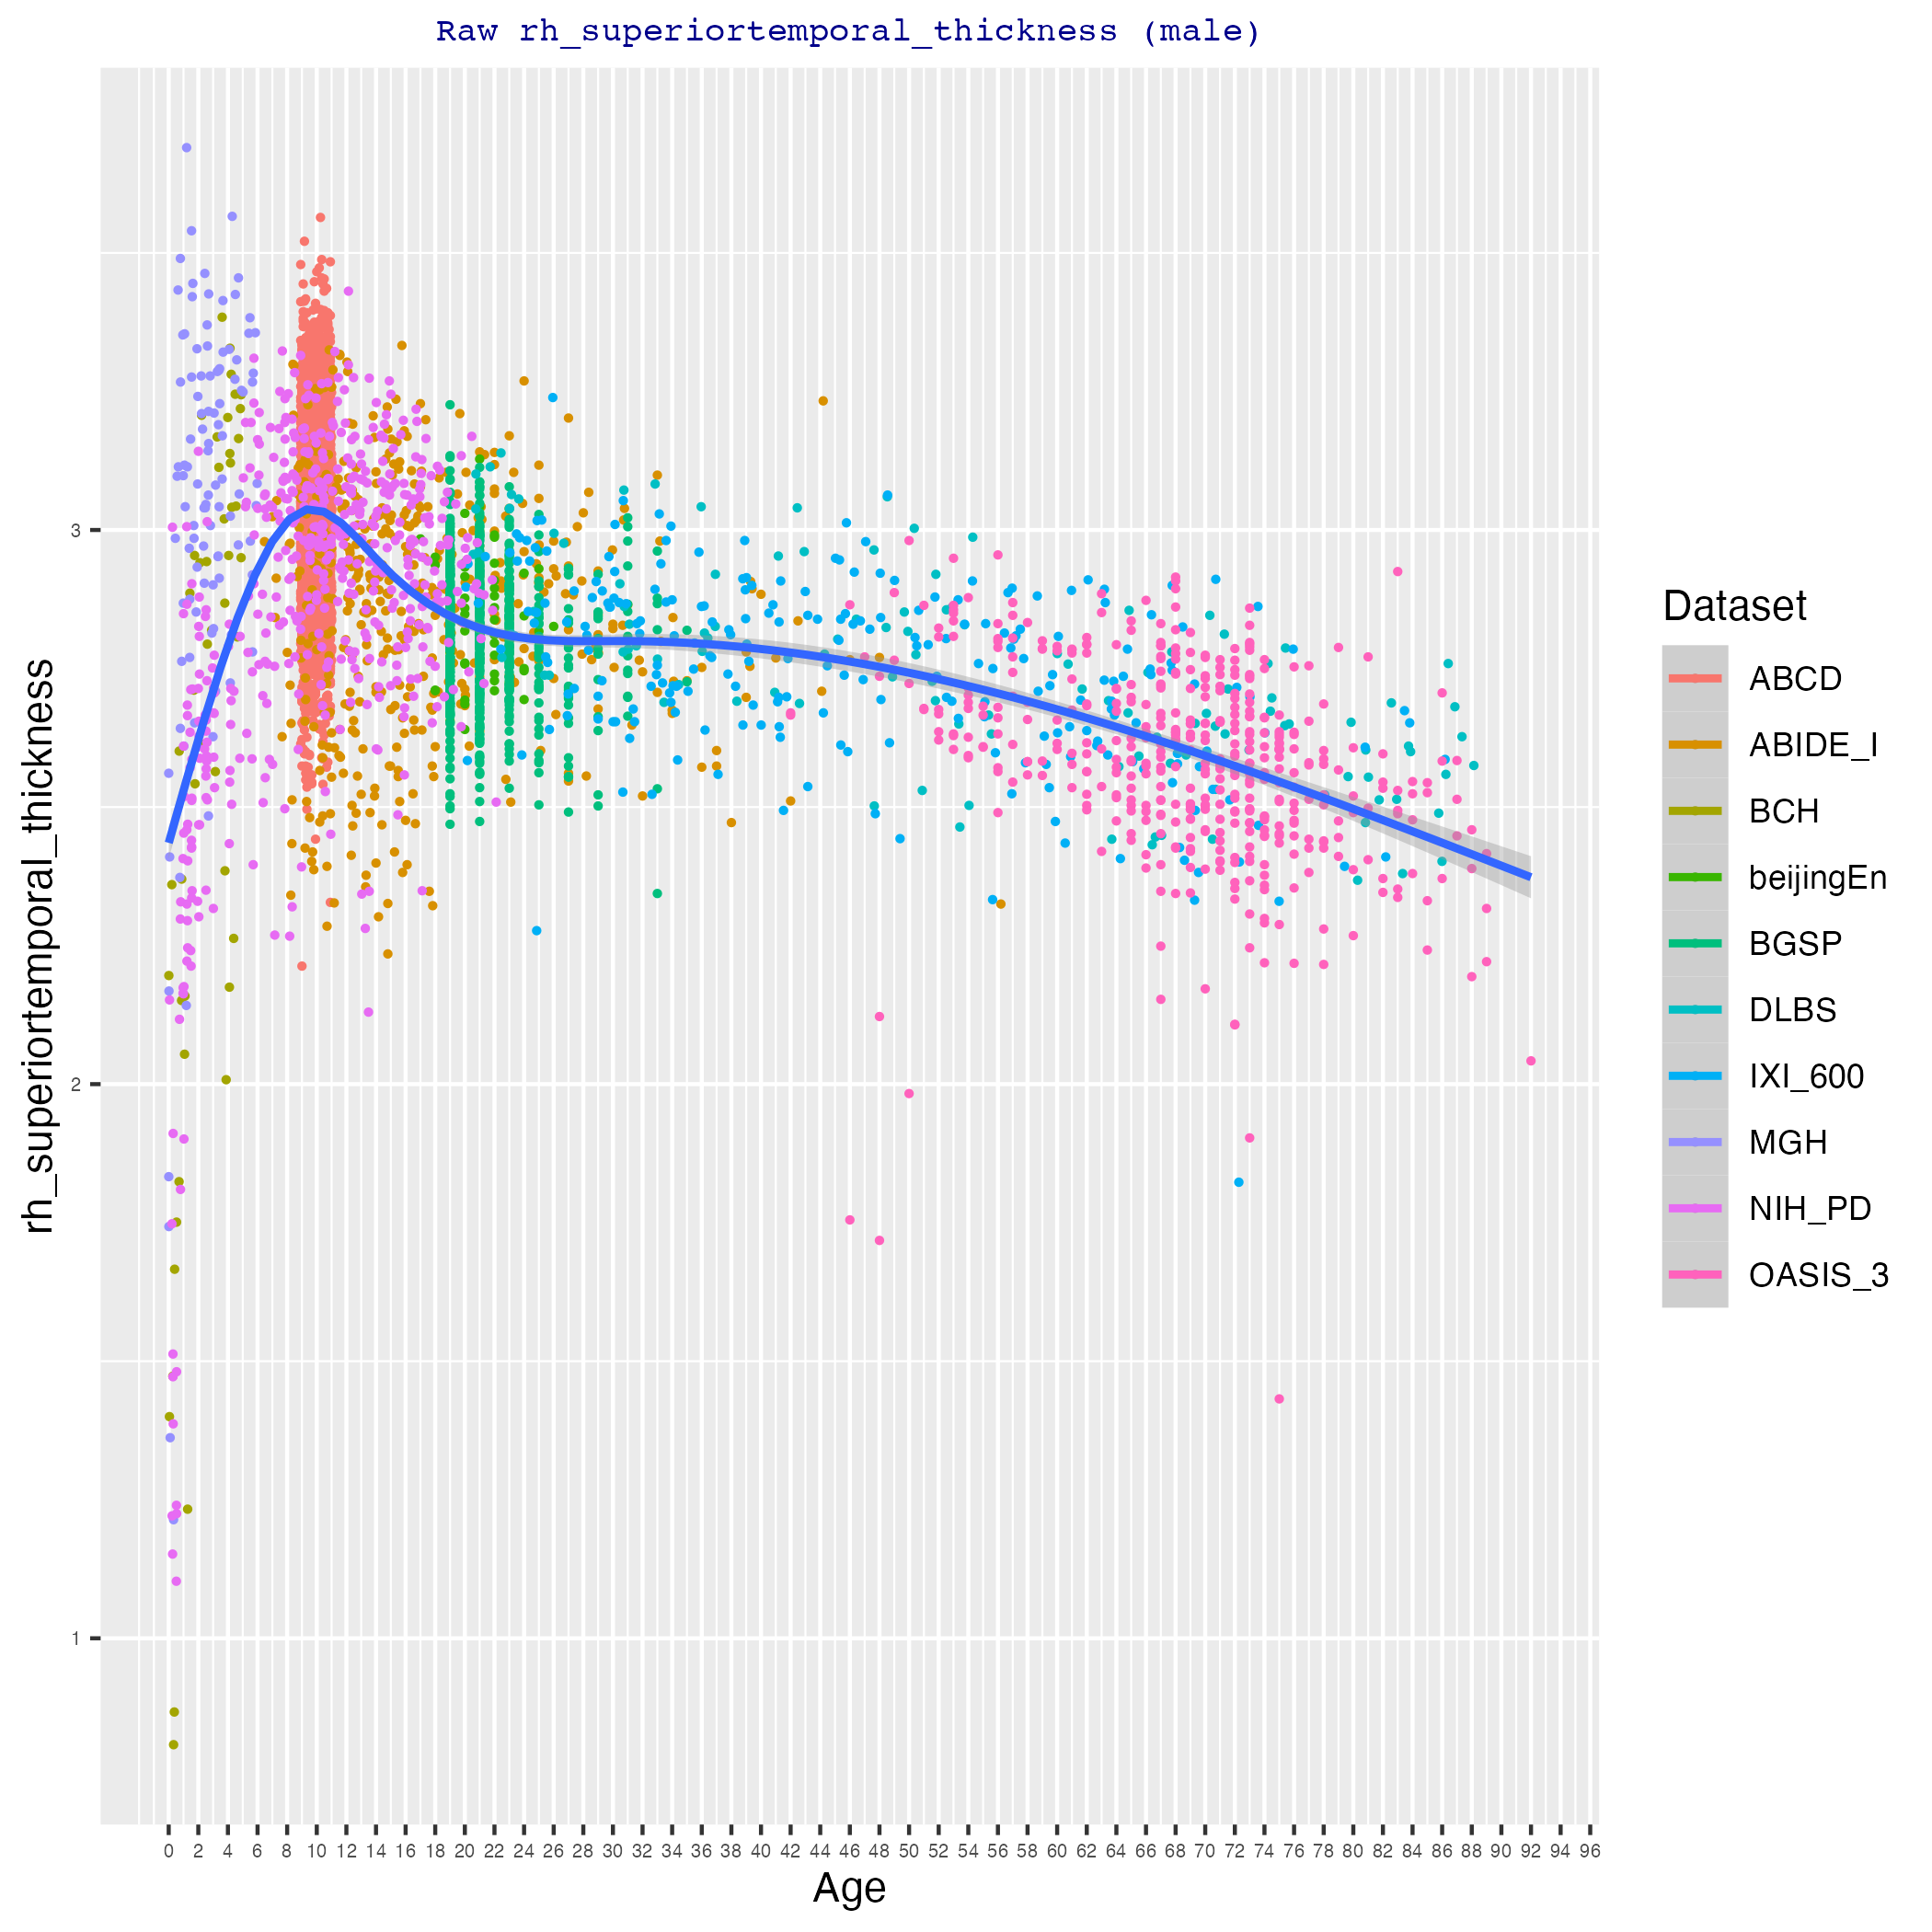 Raw rh_superiortemporal_thickness (male)
rh_superiortemporal_thickness
3
2
1
0 2 4 6 8 10 12 14 16 18 20 22 24 26 28 30 32 34 36 38 40 42 44 46 48 50 52 54 56 58 60 62 64 66 68 70 72 74 76 78 80 82 84 86 88 90 92 94 96
Age
Dataset
ABCD
ABIDE_I
BCH
beijingEn
BGSP
DLBS
IXI_600
MGH
NIH_PD
OASIS_3